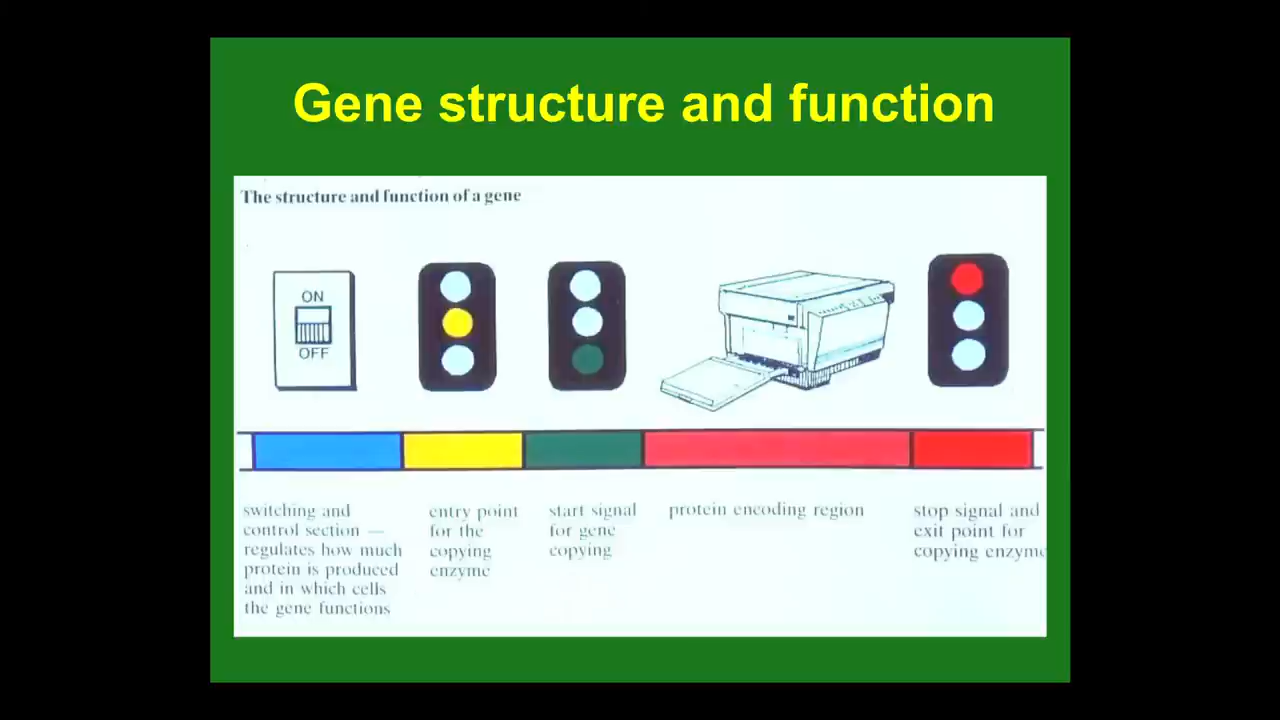 Gene structure and function
The structure and function of a gene
ON
OFF
switching and
control section —
regulates how much
protein is produced
and in which cells
the gene functions
entry point
for the
copying
enzyme
start signal
for gene
copying
protein encoding region
stop signal and
exit point for
copying enzyme